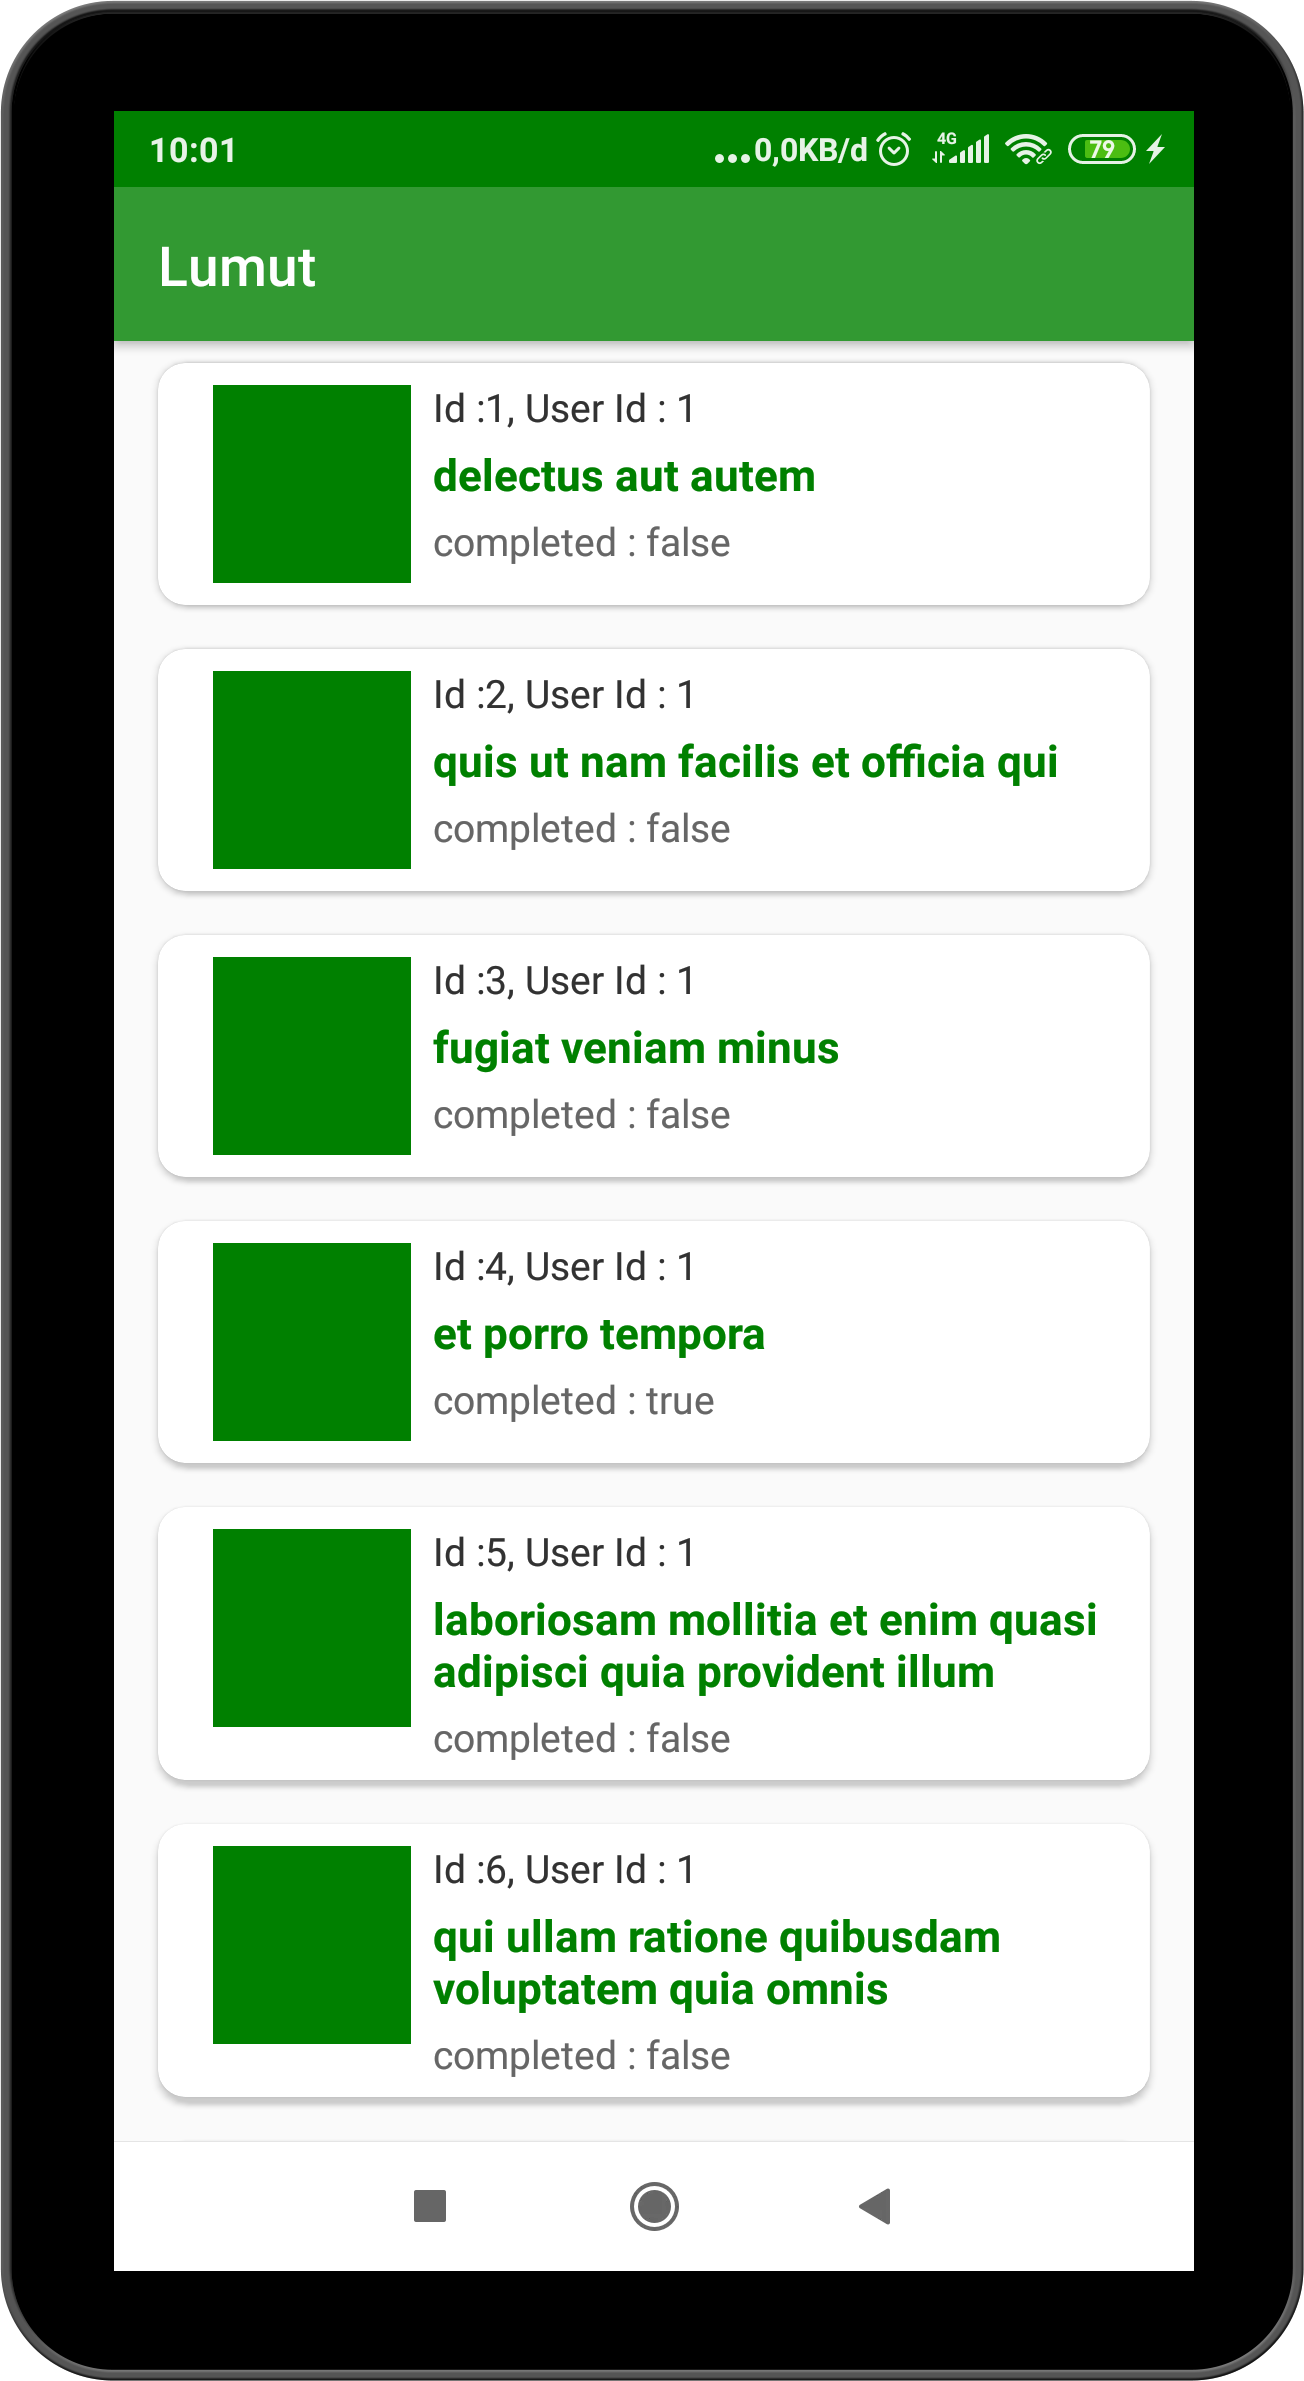 10:01 ...0,0KB/d 4G 79
Lumut
Id :1, User Id : 1
delectus aut autem
completed : false
Id :2, User Id : 1
quis ut nam facilis et officia qui
completed : false
Id :3, User Id : 1
fugiat veniam minus
completed : false
Id :4, User Id : 1
et porro tempora
completed : true
Id :5, User Id : 1
laboriosam mollitia et enim quasi
adipisci quia provident illum
completed : false
Id :6, User Id : 1
qui ullam ratione quibusdam
voluptatem quia omnis
completed : false